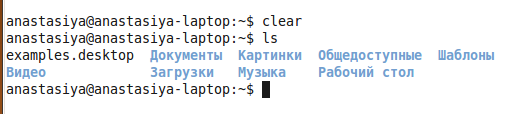 anastasiya@anastasiya-laptop:~$ clear
anastasiya@anastasiya-laptop:~$ ls
examples.desktop  Документы  Картинки  Общедоступные  Шаблоны
Видео             Загрузки   Музыка    Рабочий стол
anastasiya@anastasiya-laptop:~$